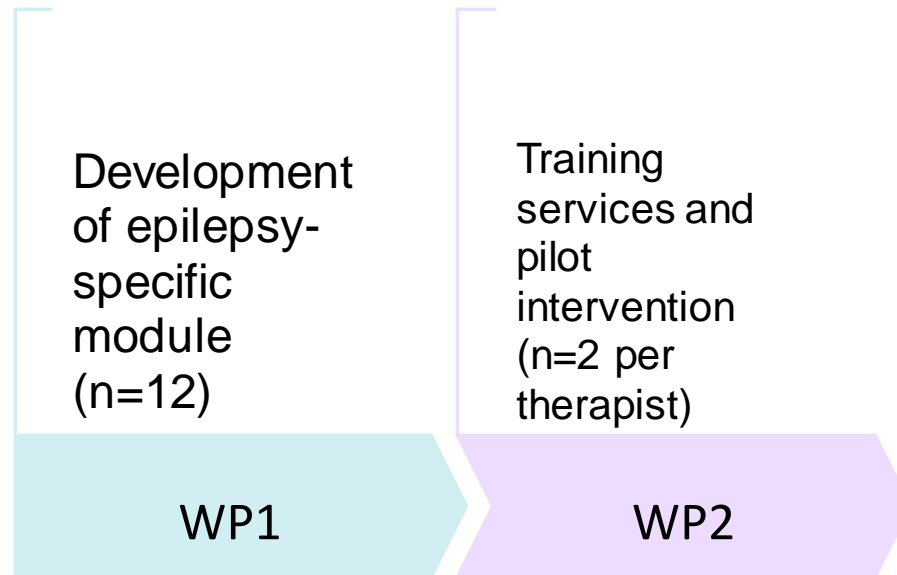 Development
of epilepsy-
specific
module
(n=12)
WP1
Training
services and
pilot
intervention
(n=2 per
therapist)
WP2